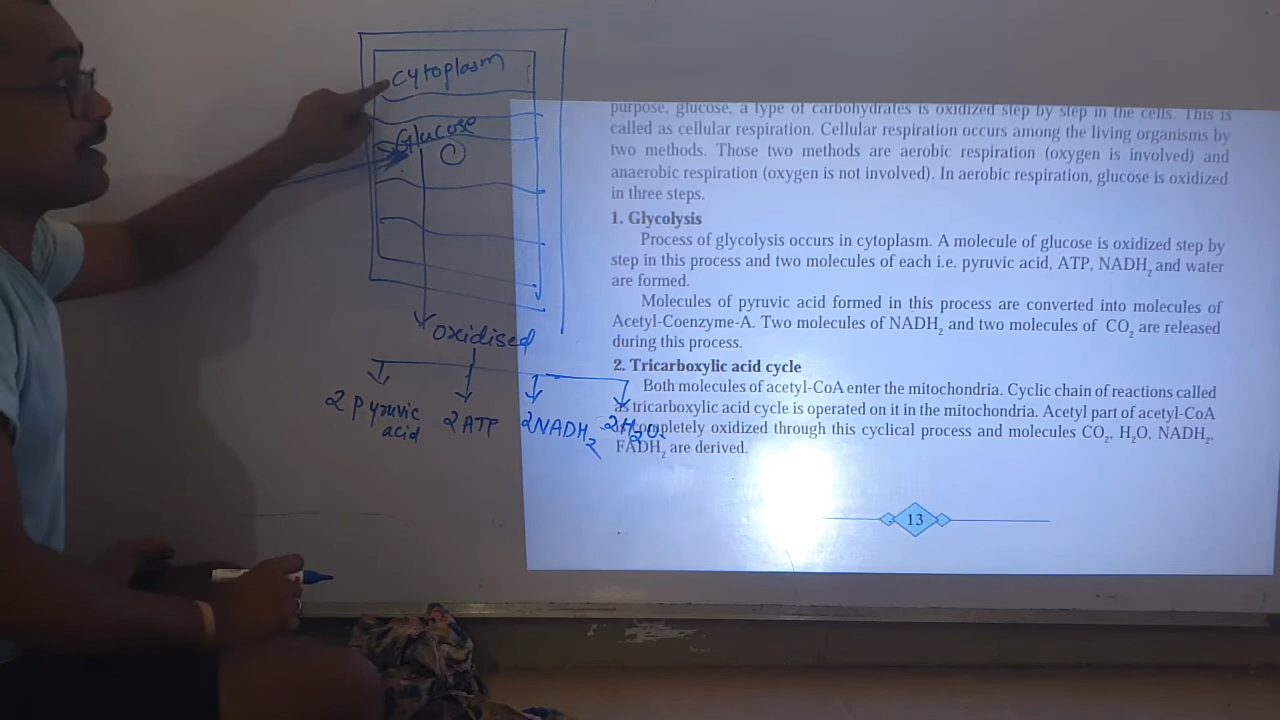 Cytoplasm
Glucose
1
oxidised
2 Pyruvic acid
2 ATP
2NADH₂
2H₂O
purpose, glucose, a type of carbohydrates is oxidized step by step in the cells. This is
called as cellular respiration. Cellular respiration occurs among the living organisms by
two methods. Those two methods are aerobic respiration (oxygen is involved) and
anaerobic respiration (oxygen is not involved). In aerobic respiration, glucose is oxidized
in three steps.
1. Glycolysis
Process of glycolysis occurs in cytoplasm. A molecule of glucose is oxidized step by
step in this process and two molecules of each i.e. pyruvic acid, ATP, NADH₂ and water
are formed.
Molecules of pyruvic acid formed in this process are converted into molecules of
Acetyl-Coenzyme-A. Two molecules of NADH₂ and two molecules of CO₂ are released
during this process.
2. Tricarboxylic acid cycle
Both molecules of acetyl-CoA enter the mitochondria. Cyclic chain of reactions called
as tricarboxylic acid cycle is operated on it in the mitochondria. Acetyl part of acetyl-CoA
completely oxidized through this cyclical process and molecules CO₂, H₂O, NADH₂,
FADH₂ are derived.
13